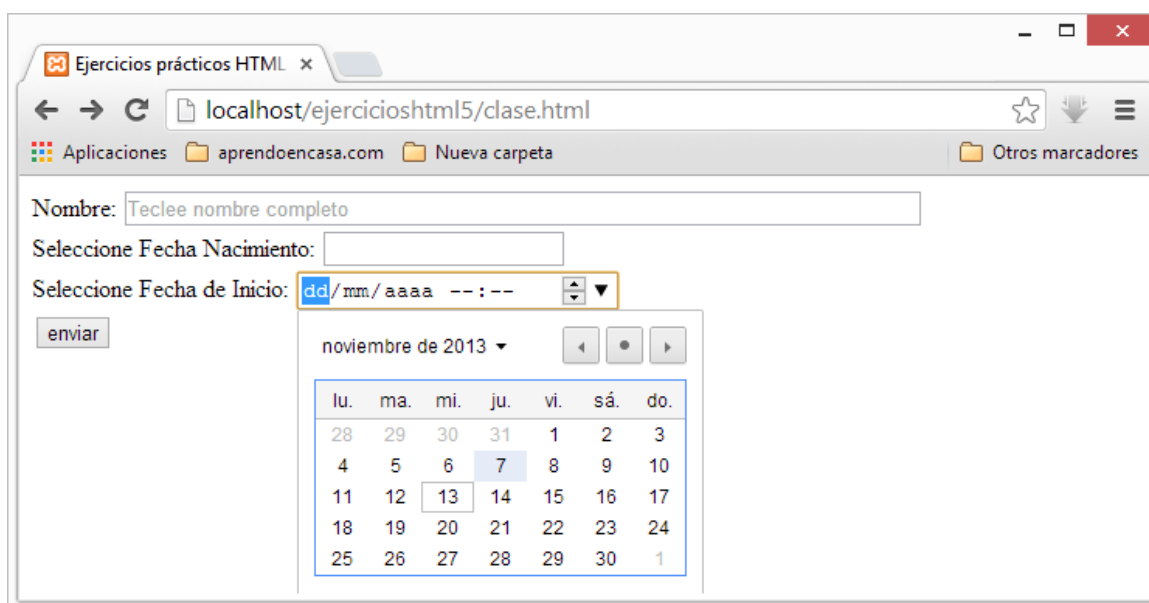 Ejercicios prácticos HTML
localhost/ejercicioshtml5/clase.html
Aplicaciones aprendoencasa.com Nueva carpeta Otros marcadores
Nombre: Teclee nombre completo
Seleccione Fecha Nacimiento:
Seleccione Fecha de Inicio: dd/mm/aaaa --:--
enviar
noviembre de 2013
lu. ma. mi. ju. vi. sá. do.
28 29 30 31 1 2 3
4 5 6 7 8 9 10
11 12 13 14 15 16 17
18 19 20 21 22 23 24
25 26 27 28 29 30 1